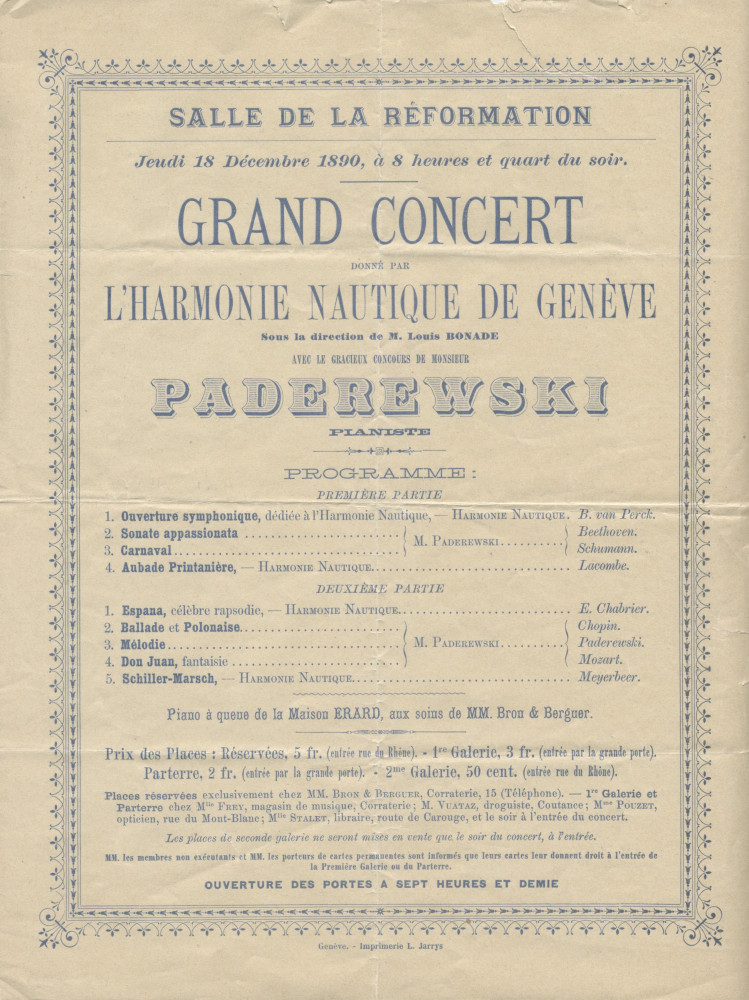 SALLE DE LA RÉFORMATION
Jeudi 18 Décembre 1890, à 8 heures et quart du soir.
GRAND CONCERT
DONNÉ PAR
L'HARMONIE NAUTIQUE DE GENÈVE
Sous la direction de M. Louis BONADE
AVEC LE GRACIEUX CONCOURS DE MONSIEUR
PADEREWSKI
PIANISTE
PROGRAMME :
PREMIÈRE PARTIE
1. Ouverture symphonique, dédiée à l'Harmonie Nautique, — HARMONIE NAUTIQUE. B. van Perck.
2. Sonate appassionata ........ Beethoven.
M. PADEREWSKI..........
3. Carnaval ........ Schumann.
4. Aubade Printanière, — HARMONIE NAUTIQUE........ Lacombe.
DEUXIÈME PARTIE
1. Espana, célèbre rapsodie, — HARMONIE NAUTIQUE........ E. Chabrier.
2. Ballade et Polonaise........ Chopin.
3. Mélodie ........ M. PADEREWSKI.......... Paderewski.
4. Don Juan, fantaisie ........ Mozart.
5. Schiller-Marsch, — HARMONIE NAUTIQUE........ Meyerbeer.
Piano à queue de la Maison ERARD, aux soins de MM. Bron & Berguer.
Prix des Places : Réservées, 5 fr. (entrée rue du Rhône). - 1re Galerie, 3 fr. (entrée par la grande porte).
Parterre, 2 fr. (entrée par la grande porte). - 2me Galerie, 50 cent. (entrée rue du Rhône).
Places réservées exclusivement chez MM. BRON & BERGUER, Corraterie, 15 (Téléphone). — 1re Galerie et
Parterre chez Mlle FREY, magasin de musique, Corraterie; M. VUATAZ, droguiste, Coutance; Mme POUZET,
opticien, rue du Mont-Blanc; Mlle STALET, libraire, route de Carouge, et le soir à l'entrée du concert.
Les places de seconde galerie ne seront mises en vente que le soir du concert, à l'entrée.
MM. les membres non exécutants et MM. les porteurs de cartes permanentes sont informés que leurs cartes leur donnent droit à l'entrée de
la Première Galerie ou du Parterre.
OUVERTURE DES PORTES A SEPT HEURES ET DEMIE
Genève. - Imprimerie L. Jarrys